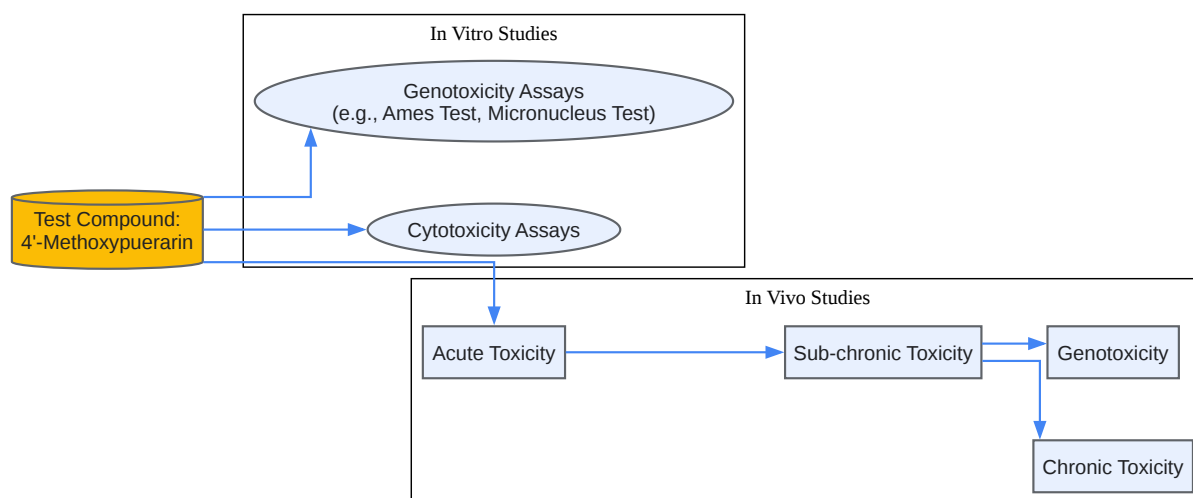 In Vitro Studies
Genotoxicity Assays
(e.g., Ames Test, Micronucleus Test)
Test Compound:
4'-Methoxypuerarin
Cytotoxicity Assays
In Vivo Studies
Acute Toxicity
Sub-chronic Toxicity
Genotoxicity
Chronic Toxicity